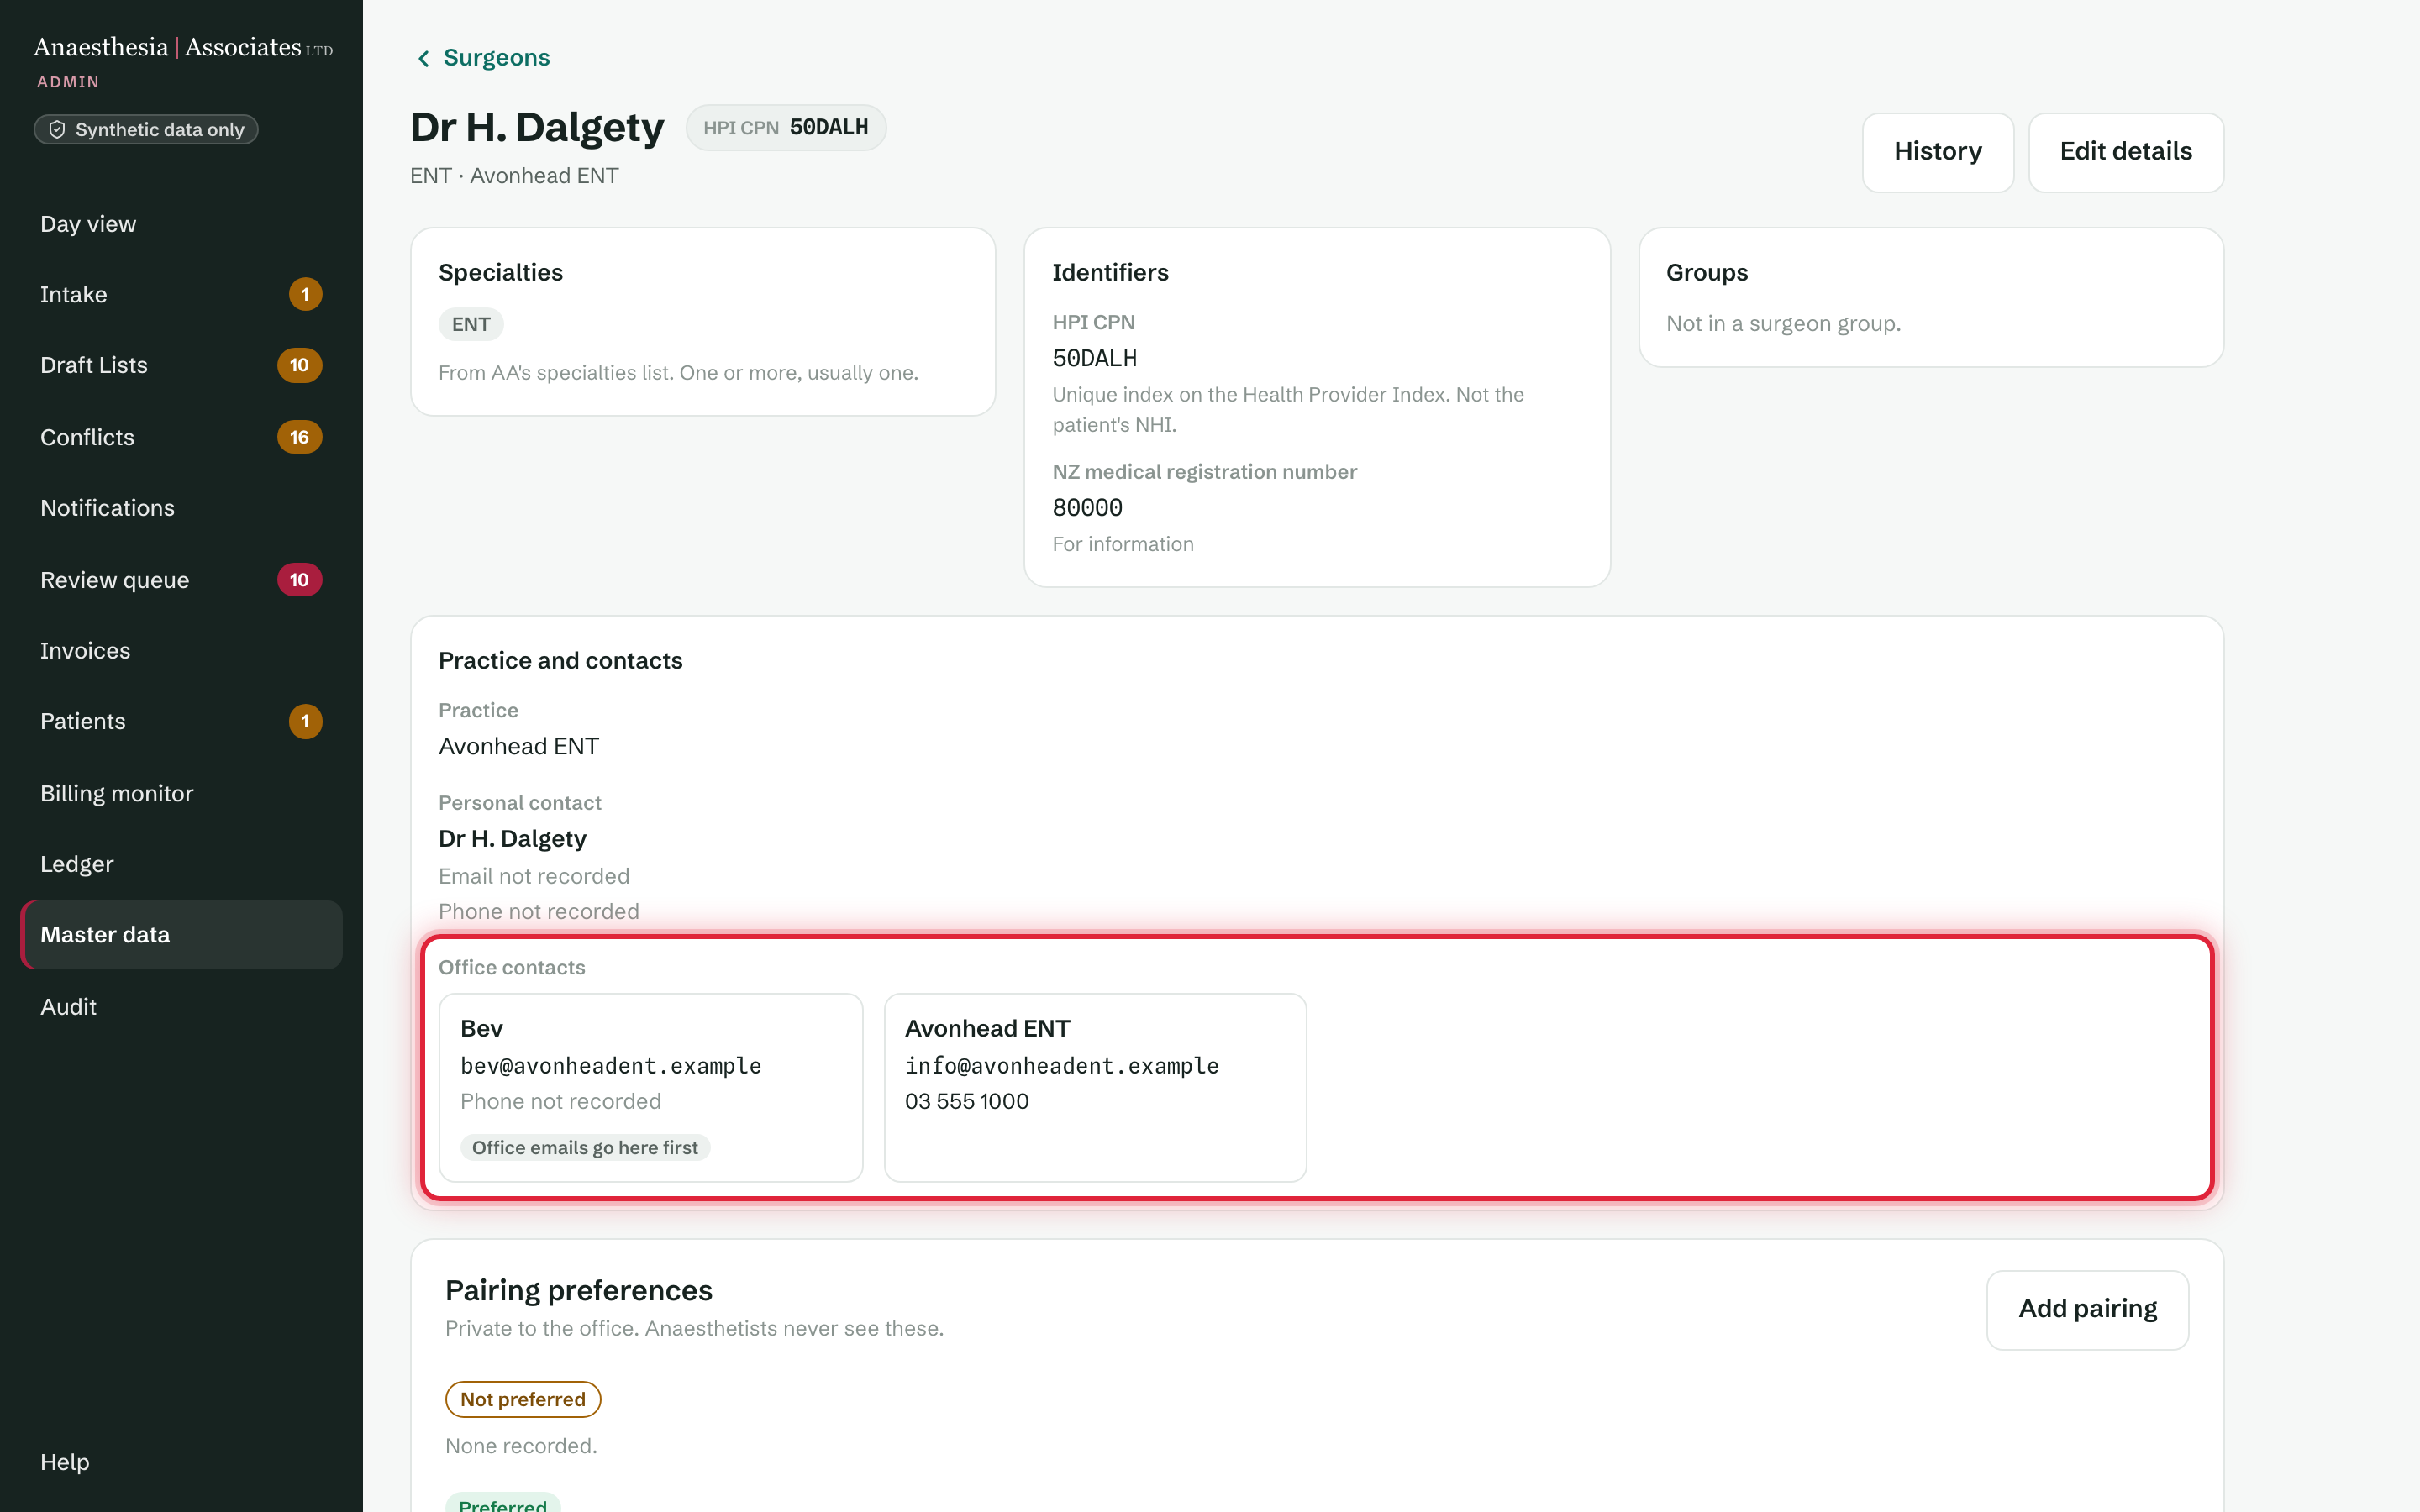 Anaesthesia | Associates LTD
ADMIN
Synthetic data only
Day view
Intake 1
Draft Lists 10
Conflicts 16
Notifications
Review queue 10
Invoices
Patients 1
Billing monitor
Ledger
Master data
Audit
Help
Surgeons
Dr H. Dalgety HPI CPN 50DALH
ENT · Avonhead ENT
History
Edit details
Specialties
ENT
From AA's specialties list. One or more, usually one.
Identifiers
HPI CPN
50DALH
Unique index on the Health Provider Index. Not the
patient's NHI.
NZ medical registration number
80000
For information
Groups
Not in a surgeon group.
Practice and contacts
Practice
Avonhead ENT
Personal contact
Dr H. Dalgety
Email not recorded
Phone not recorded
Office contacts
Bev
bev@avonheadent.example
Phone not recorded
Office emails go here first
Avonhead ENT
info@avonheadent.example
03 555 1000
Pairing preferences
Private to the office. Anaesthetists never see these.
Add pairing
Not preferred
None recorded.
Preferred